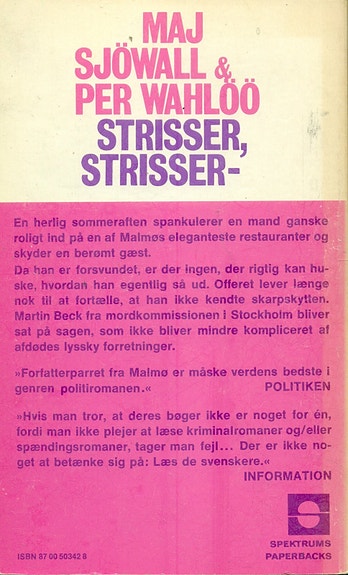 MAJ
SJÖWALL &
PER WAHLÖÖ
STRISSER,
STRISSER-
En herlig sommeraften spankulerer en mand ganske
roligt ind på en af Malmøs eleganteste restauranter og
skyder en berømt gæst.
Da han er forsvundet, er der ingen, der rigtig kan hu-
ske, hvordan han egentlig så ud. Offeret lever længe
nok til at fortælle, at han ikke kendte skarpskytten.
Martin Beck fra mordkommissionen i Stockholm bliver
sat på sagen, som ikke bliver mindre kompliceret af
afdødes lyssky forretninger.
»Forfatterparret fra Malmø er måske verdens bedste i
genren politiromanen.« POLITIKEN
»Hvis man tror, at deres bøger ikke er noget for én,
fordi man ikke plejer at læse kriminalromaner og/eller
spændingsromaner, tager man fejl... Der er ikke no-
get at betænke sig på: Læs de svenskere.«
INFORMATION
ISBN 87 00 50342 8
SPEKTRUMS
PAPERBACKS